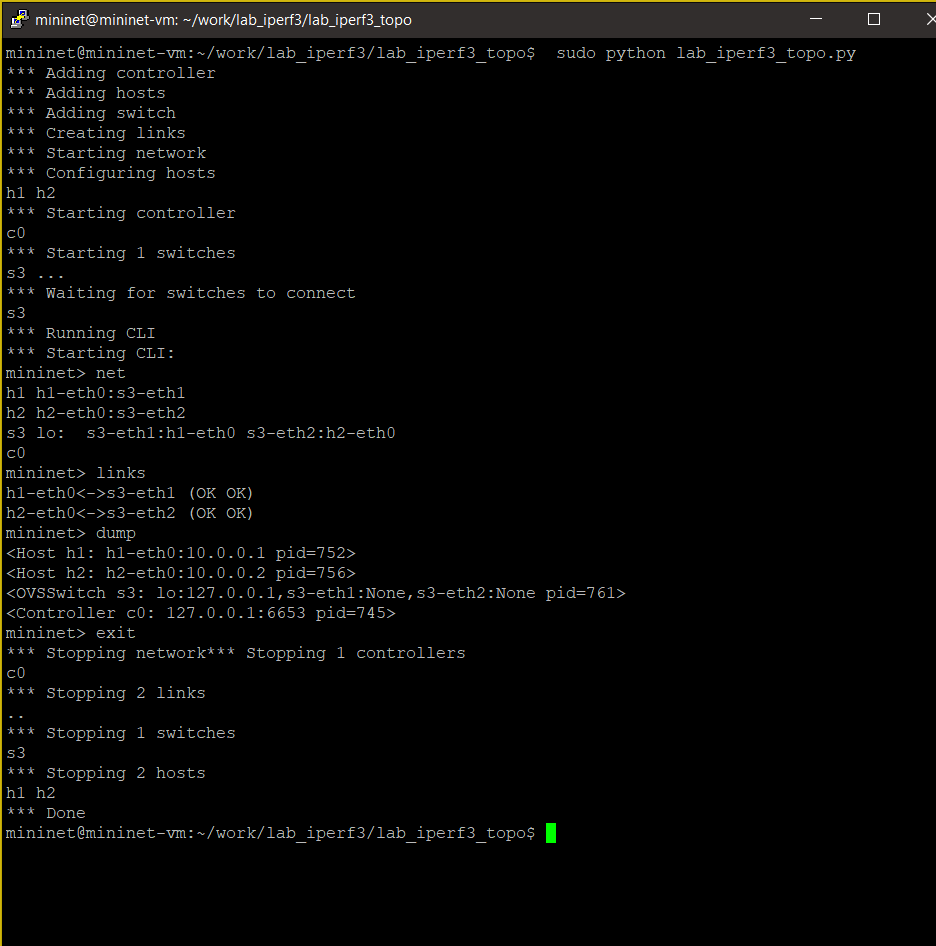 mininet@mininet-vm: ~/work/lab_iperf3/lab_iperf3_topo
mininet@mininet-vm:~/work/lab_iperf3/lab_iperf3_topo$  sudo python lab_iperf3_topo.py
*** Adding controller
*** Adding hosts
*** Adding switch
*** Creating links
*** Starting network
*** Configuring hosts
h1 h2
*** Starting controller
c0
*** Starting 1 switches
s3 ...
*** Waiting for switches to connect
s3
*** Running CLI
*** Starting CLI:
mininet> net
h1 h1-eth0:s3-eth1
h2 h2-eth0:s3-eth2
s3 lo:  s3-eth1:h1-eth0 s3-eth2:h2-eth0
c0
mininet> links
h1-eth0<->s3-eth1 (OK OK)
h2-eth0<->s3-eth2 (OK OK)
mininet> dump
<Host h1: h1-eth0:10.0.0.1 pid=752>
<Host h2: h2-eth0:10.0.0.2 pid=756>
<OVSSwitch s3: lo:127.0.0.1,s3-eth1:None,s3-eth2:None pid=761>
<Controller c0: 127.0.0.1:6653 pid=745>
mininet> exit
*** Stopping network*** Stopping 1 controllers
c0
*** Stopping 2 links
..
*** Stopping 1 switches
s3
*** Stopping 2 hosts
h1 h2
*** Done
mininet@mininet-vm:~/work/lab_iperf3/lab_iperf3_topo$